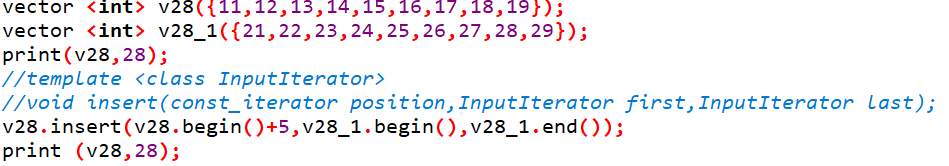 vector <int> v28({11,12,13,14,15,16,17,18,19});
vector <int> v28_1({21,22,23,24,25,26,27,28,29});
print(v28,28);
//template <class InputIterator>
//void insert(const_iterator position,InputIterator first,InputIterator last);
v28.insert(v28.begin()+5,v28_1.begin(),v28_1.end());
print (v28,28);